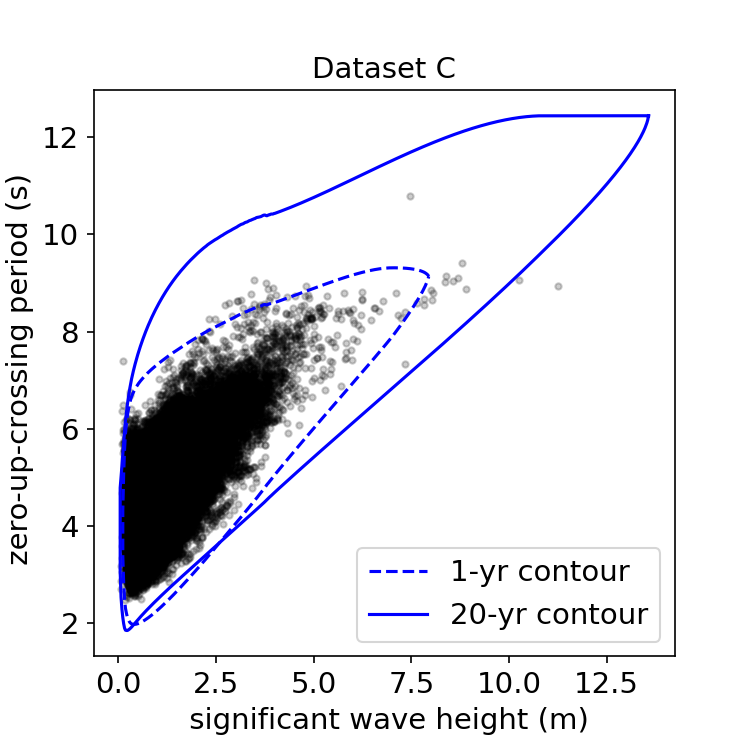 Dataset C
zero-up-crossing period (s)
12
10
8
6
4
2
0.0 2.5 5.0 7.5 10.0 12.5
significant wave height (m)
1-yr contour
20-yr contour